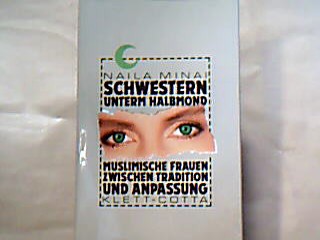 NAILA MINAI
SCHWESTERN
UNTERM HALBMOND
MUSLIMISCHE FRAUEN
ZWISCHEN TRADITION
UND ANPASSUNG
KLETT-COTTA